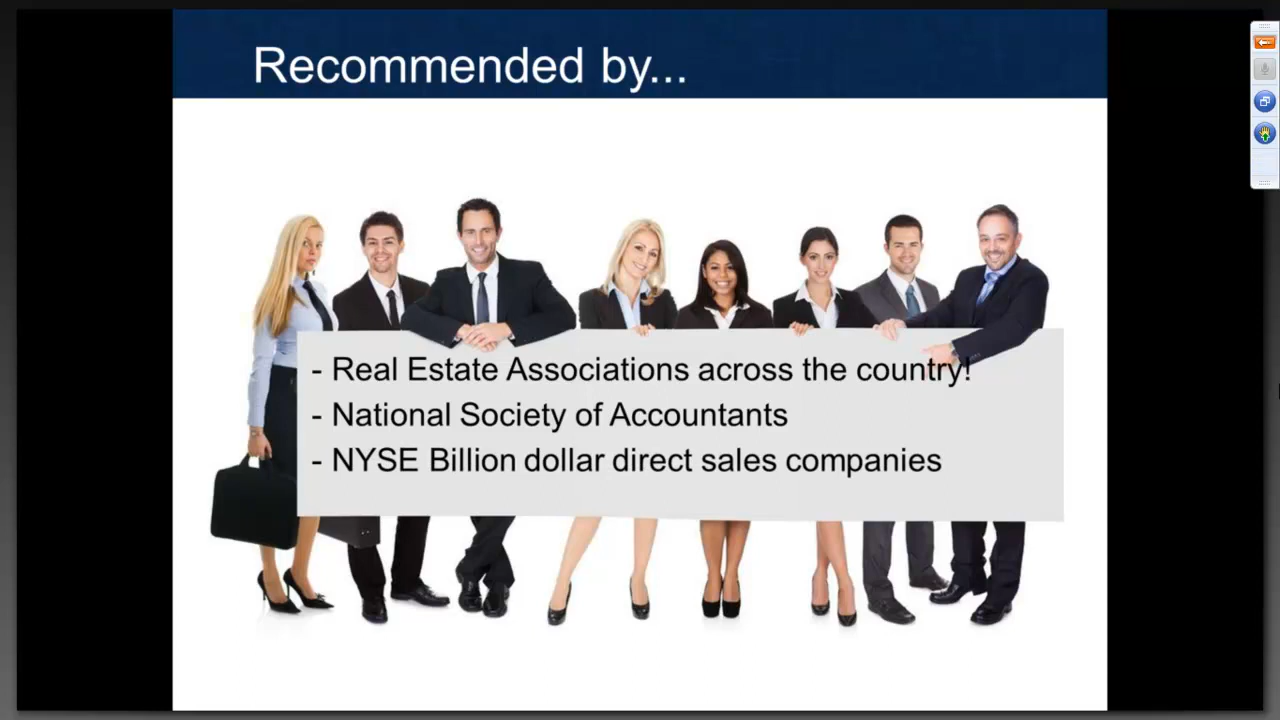 Recommended by...
- Real Estate Associations across the country!
- National Society of Accountants
- NYSE Billion dollar direct sales companies